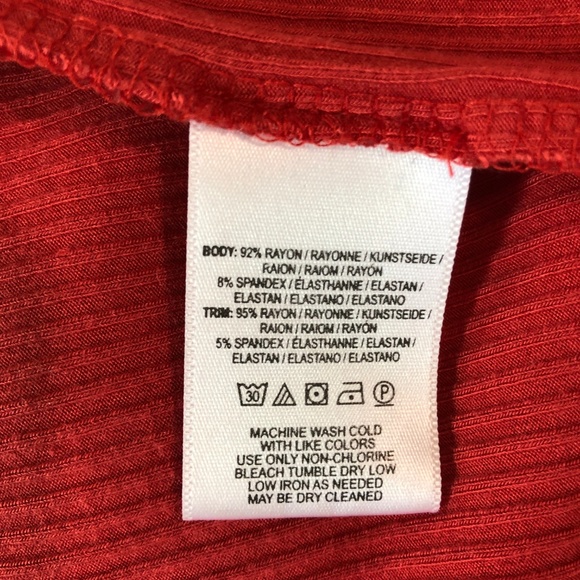 BODY: 92% RAYON / RAYONNE / KUNSTSEIDE /
RAION / RAIOM / RAYÓN
8% SPANDEX / ÉLASTHANNE / ELASTAN /
ELASTAN / ELASTANO / ELASTANO
TRIM: 95% RAYON / RAYONNE / KUNSTSEIDE /
RAION / RAIOM / RAYÓN
5% SPANDEX / ÉLASTHANNE / ELASTAN /
ELASTAN / ELASTANO / ELASTANO
30 P
MACHINE WASH COLD
WITH LIKE COLORS
USE ONLY NON-CHLORINE
BLEACH TUMBLE DRY LOW
LOW IRON AS NEEDED
MAY BE DRY CLEANED